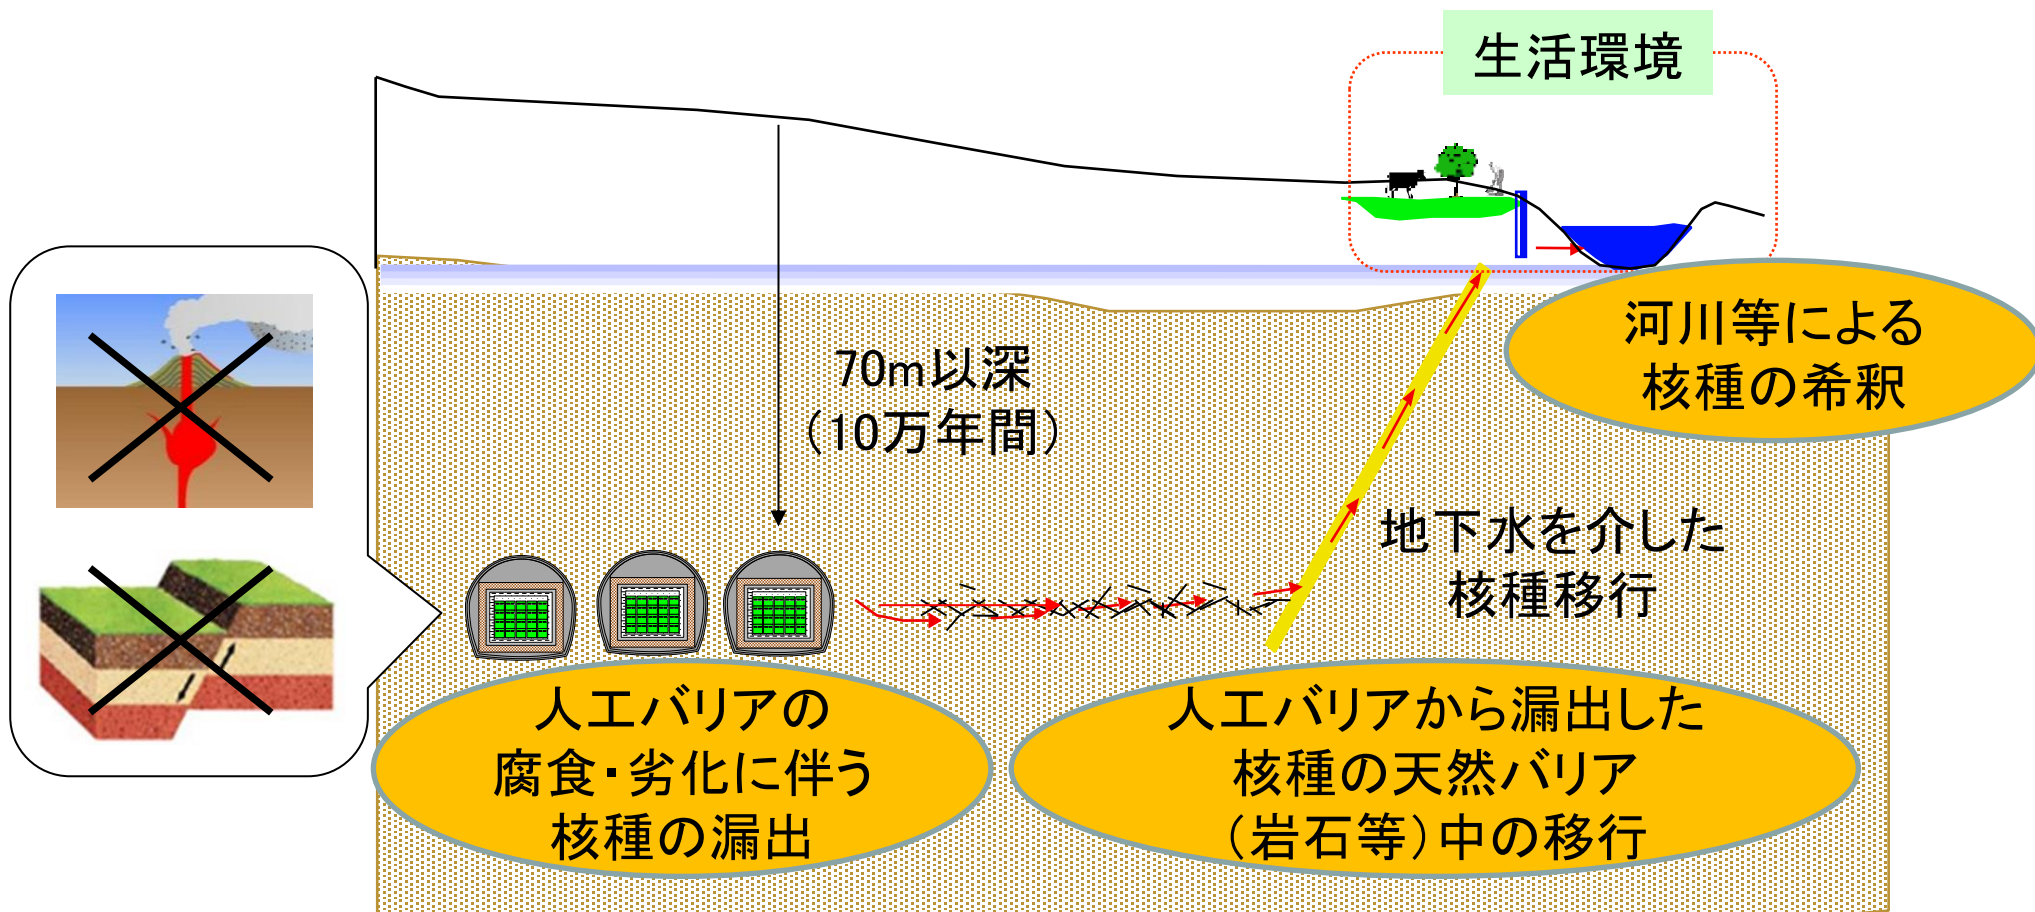 生活環境
河川等による
核種の希釈
70m以深
(10万年間)
地下水を介した
核種移行
人工バリアの
腐食・劣化に伴う
核種の漏出
人工バリアから漏出した
核種の天然バリア
(岩石等)中の移行